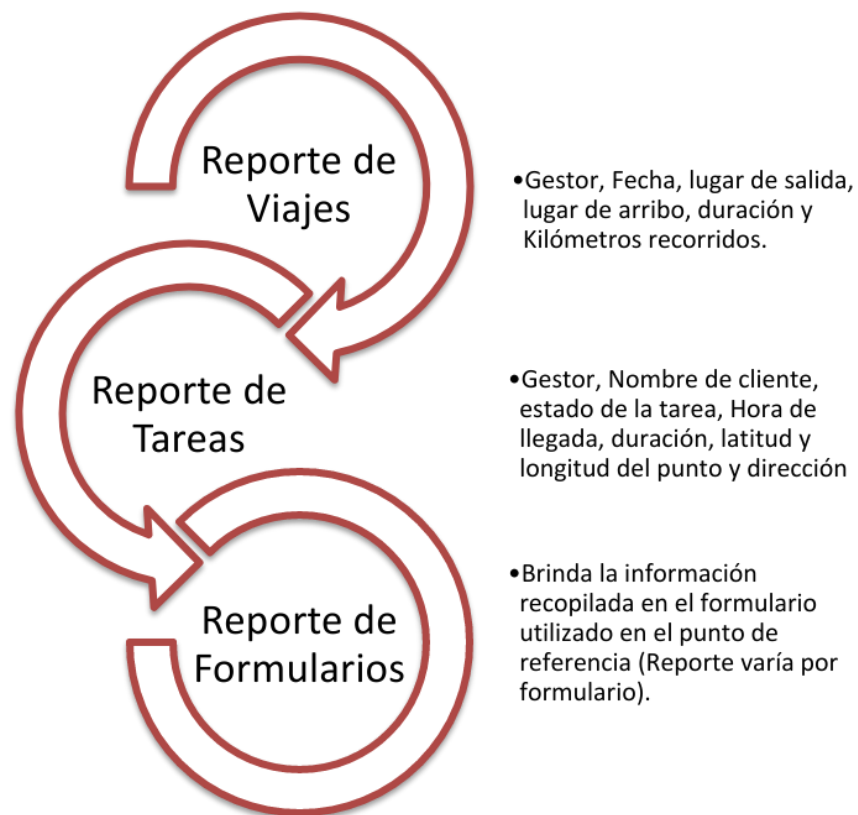 Reporte de
Viajes
•Gestor, Fecha, lugar de salida,
lugar de arribo, duración y
Kilómetros recorridos.
Reporte de
Tareas
•Gestor, Nombre de cliente,
estado de la tarea, Hora de
llegada, duración, latitud y
longitud del punto y dirección
Reporte de
Formularios
•Brinda la información
recopilada en el formulario
utilizado en el punto de
referencia (Reporte varía por
formulario).